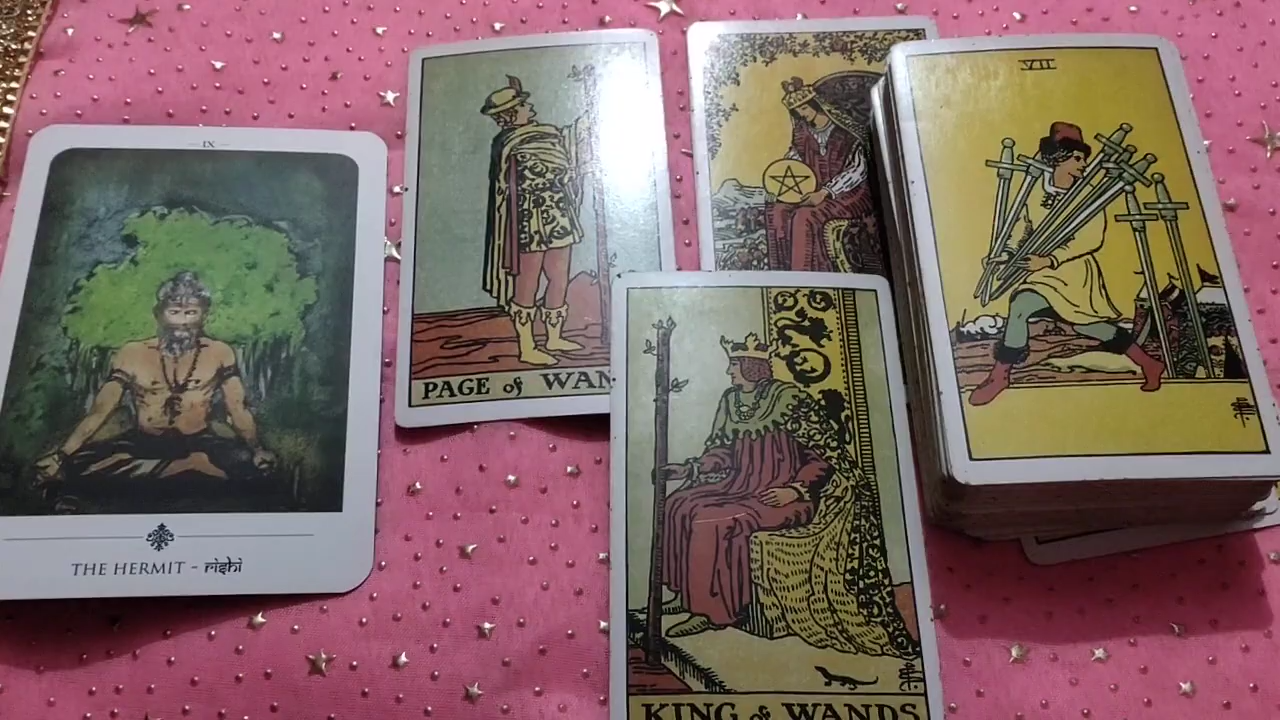 IX
THE HERMIT - rishi
PAGE of WAN
VII
KING of WANDS